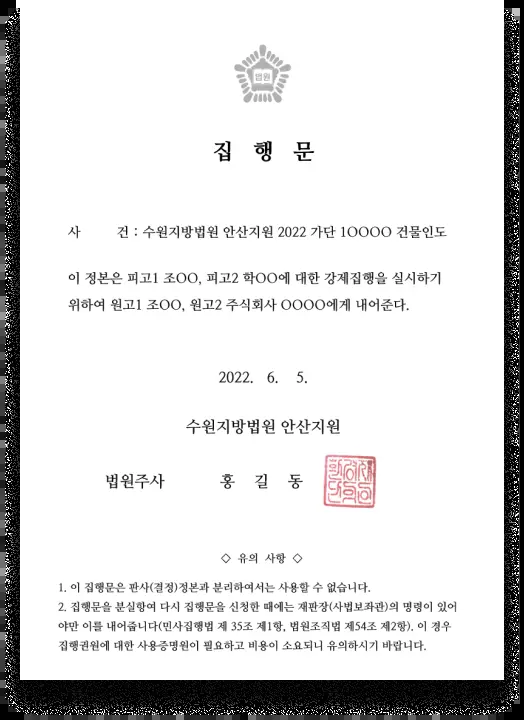 법원
집 행 문
사 건 : 수원지방법원 안산지원 2022 가단 1OOOO 건물인도
이 정본은 피고1 조OO, 피고2 학OO에 대한 강제집행을 실시하기
위하여 원고1 조OO, 원고2 주식회사 OOOO에게 내어준다.
2022. 6. 5.
수원지방법원 안산지원
법원주사 홍 길 동
◇ 유의 사항 ◇
1. 이 집행문은 판사(결정)정본과 분리하여서는 사용할 수 없습니다.
2. 집행문을 분실항여 다시 집행문을 신청한 때에는 재판장(사법보좌관)의 명령이 있어
야만 이를 내어줍니다(민사집행법 제 35조 제1항, 법원조직법 제54조 제2항). 이 경우
집행권원에 대한 사용증명원이 필요하고 비용이 소요되니 유의하시기 바랍니다.